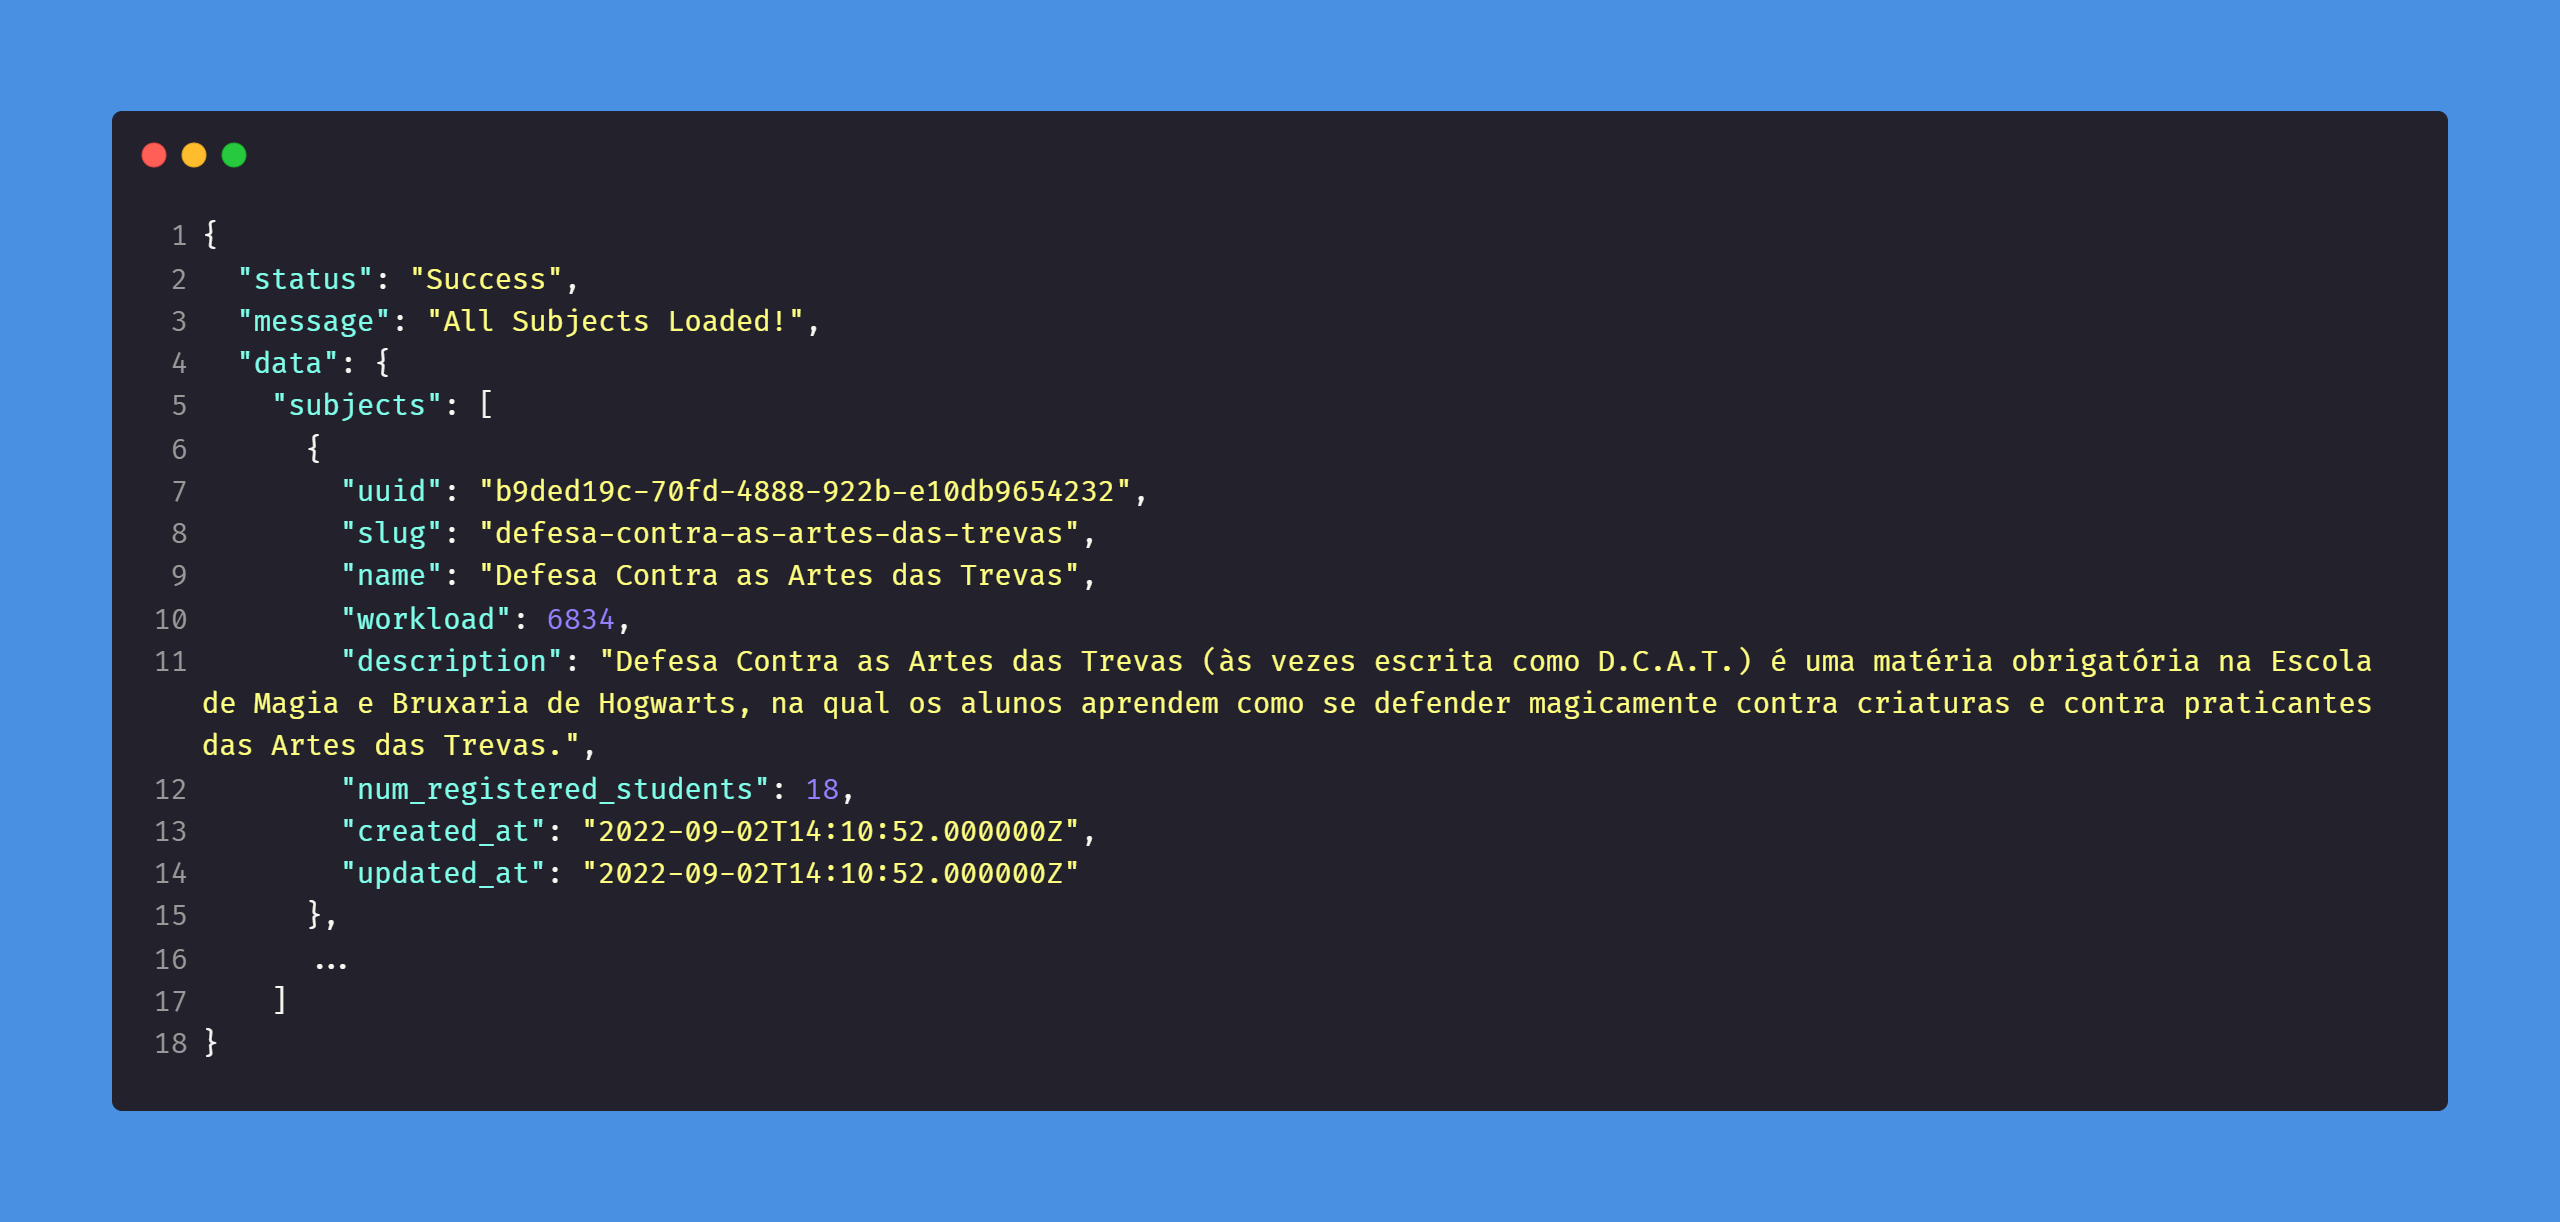 1 {
2   "status": "Success",
3   "message": "All Subjects Loaded!",
4   "data": {
5     "subjects": [
6       {
7         "uuid": "b9ded19c-70fd-4888-922b-e10db9654232",
8         "slug": "defesa-contra-as-artes-das-trevas",
9         "name": "Defesa Contra as Artes das Trevas",
10         "workload": 6834,
11         "description": "Defesa Contra as Artes das Trevas (às vezes escrita como D.C.A.T.) é uma matéria obrigatória na Escola
de Magia e Bruxaria de Hogwarts, na qual os alunos aprendem como se defender magicamente contra criaturas e contra praticantes
das Artes das Trevas.",
12         "num_registered_students": 18,
13         "created_at": "2022-09-02T14:10:52.000000Z",
14         "updated_at": "2022-09-02T14:10:52.000000Z"
15       },
16       ...
17     ]
18 }